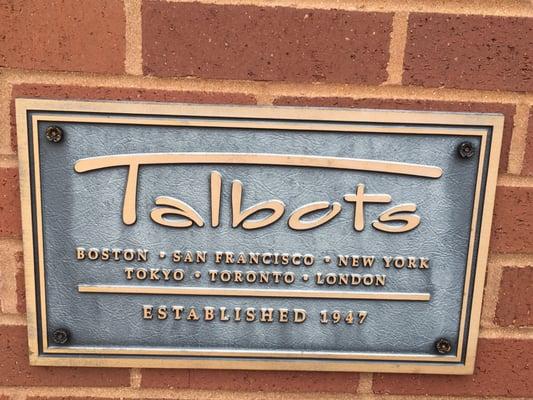 Talbots
BOSTON • SAN FRANCISCO • NEW YORK
TOKYO • TORONTO • LONDON
ESTABLISHED 1947